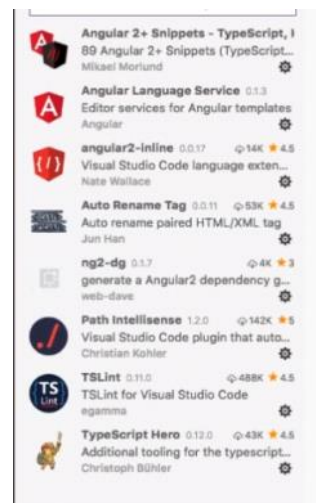 Angular 2+ Snippets - TypeScript,
89 Angular 2+ Snippets (TypeScript...
Mikael Morlund
Angular Language Service 0.1.3
Editor services for Angular templates
Angular
angular2-inline 0.0.17 14K ★ 4.5
Visual Studio Code language exten...
Nate Wallace
Auto Rename Tag 0.0.11 53K ★ 4.5
Auto rename paired HTML/XML tag
Jun Han
ng2-dg 0.1.7 4K ★ 3
generate a Angular2 dependency g...
web-dave
Path Intellisense 1.2.0 142K ★ 5
Visual Studio Code plugin that auto...
Christian Kohler
TS
Lint
TSLint 0.11.0 488K ★ 4.5
TSLint for Visual Studio Code
egamma
TypeScript Hero 0.12.0 43K ★ 4.5
Additional tooling for the typescript...
Christoph Bühler